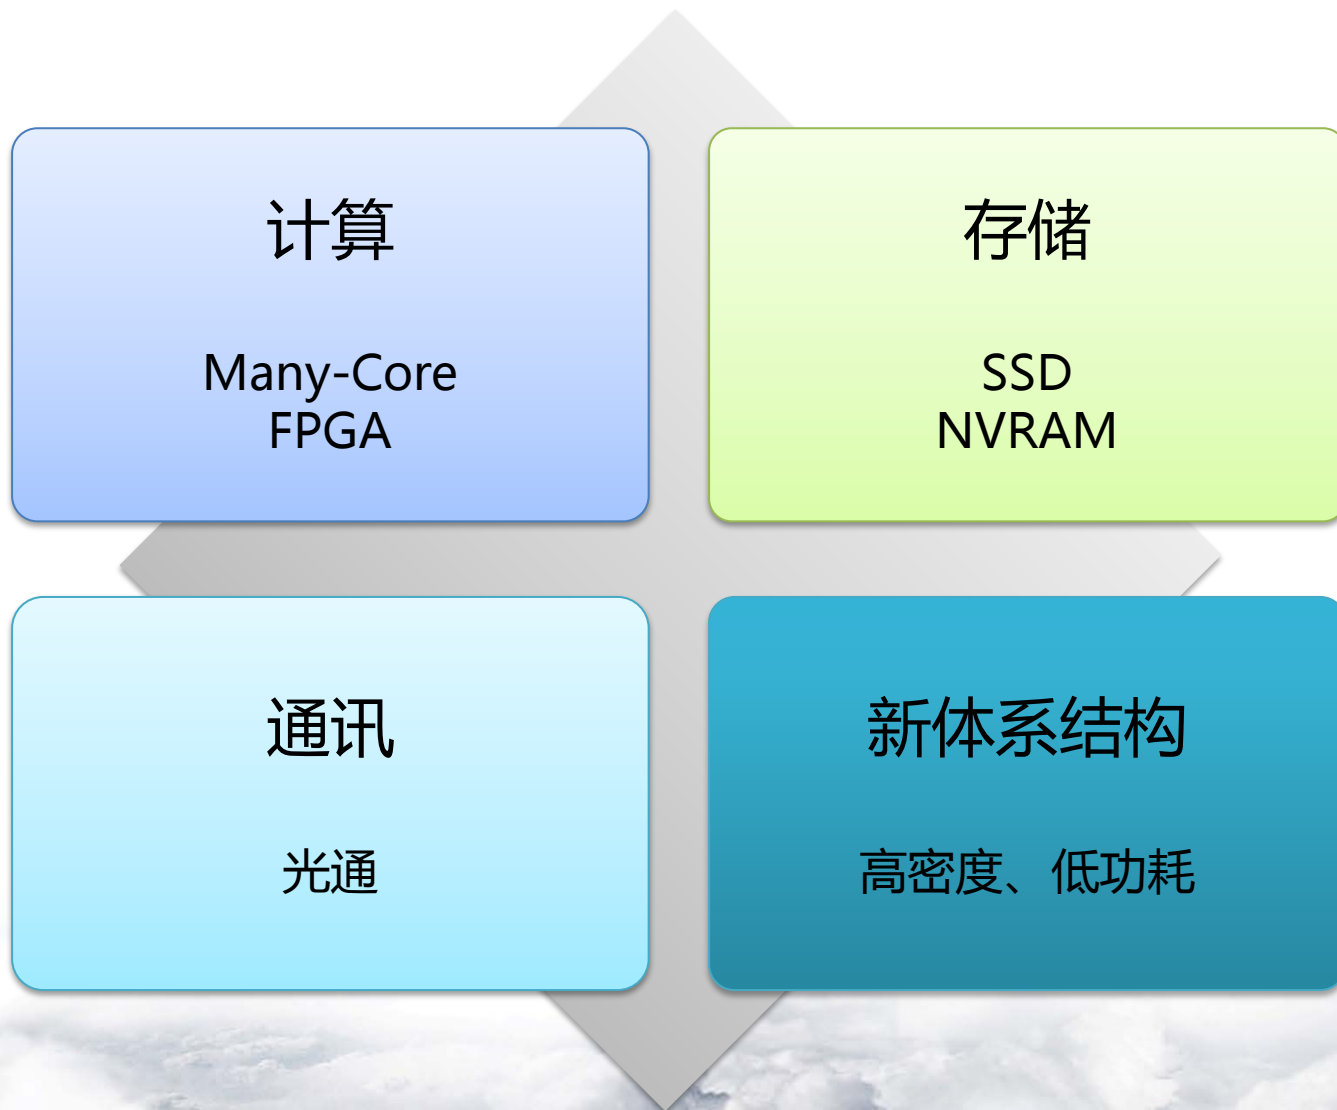 计算
Many-Core
FPGA
存储
SSD
NVRAM
通讯
光通
新体系结构
高密度、低功耗